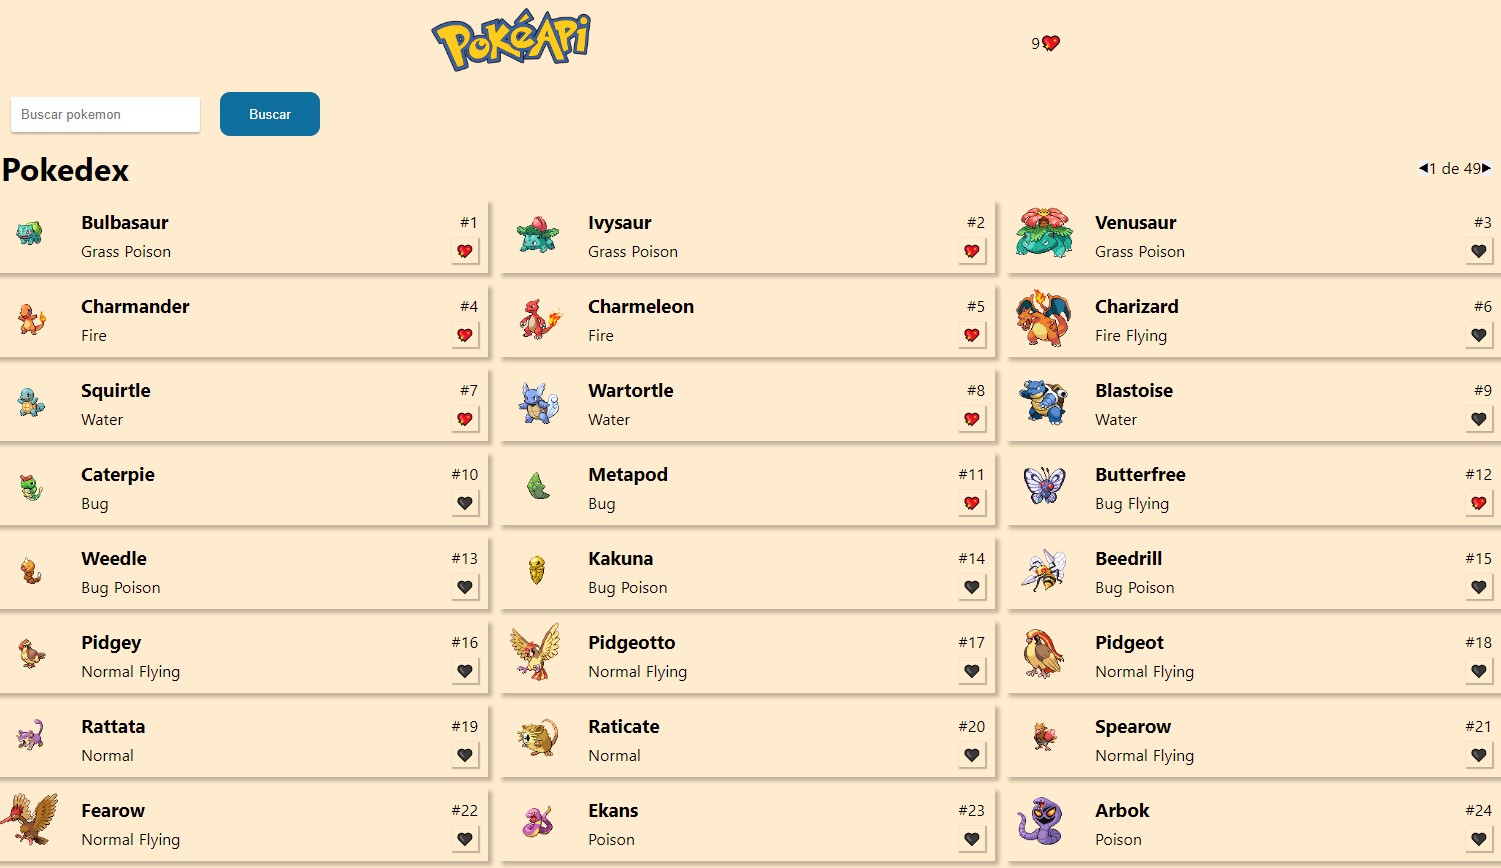 PokéAPi
9
Buscar pokemon
Buscar
Pokedex
◀1 de 49▶
Bulbasaur #1
Grass Poison
Ivysaur #2
Grass Poison
Venusaur #3
Grass Poison
Charmander #4
Fire
Charmeleon #5
Fire
Charizard #6
Fire Flying
Squirtle #7
Water
Wartortle #8
Water
Blastoise #9
Water
Caterpie #10
Bug
Metapod #11
Bug
Butterfree #12
Bug Flying
Weedle #13
Bug Poison
Kakuna #14
Bug Poison
Beedrill #15
Bug Poison
Pidgey #16
Normal Flying
Pidgeotto #17
Normal Flying
Pidgeot #18
Normal Flying
Rattata #19
Normal
Raticate #20
Normal
Spearow #21
Normal Flying
Fearow #22
Normal Flying
Ekans #23
Poison
Arbok #24
Poison